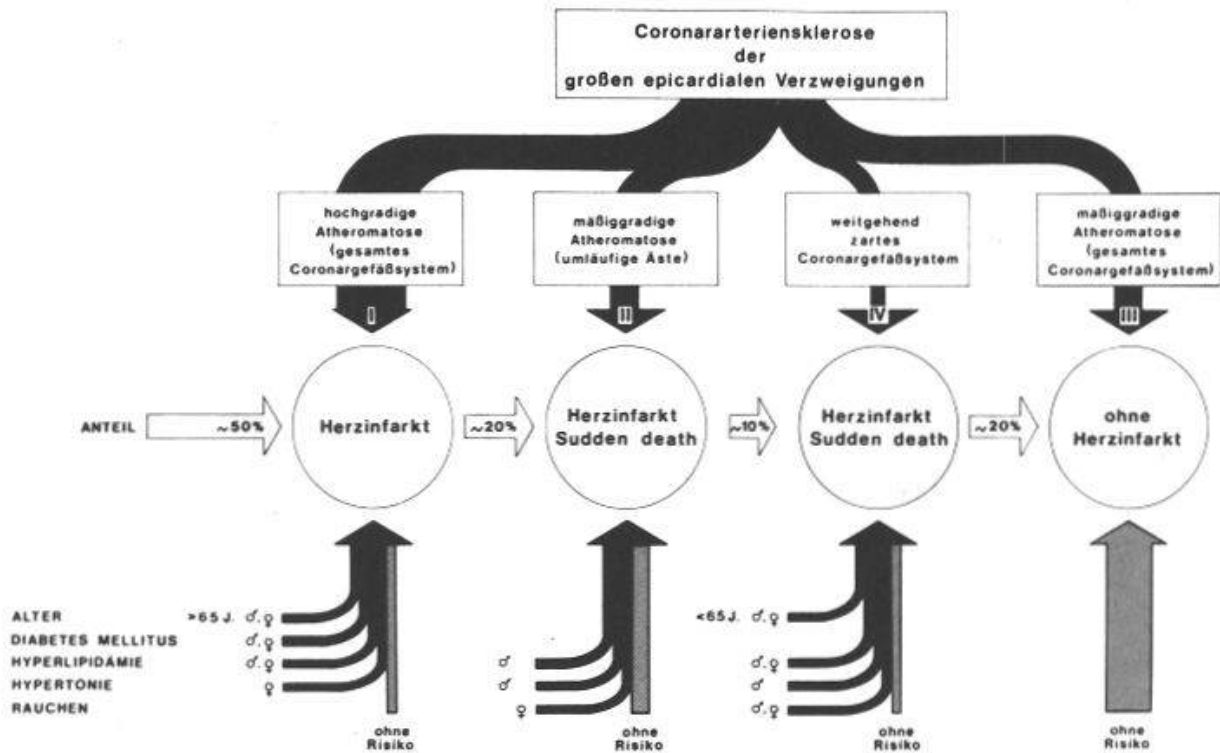 Coronararteriensklerose
der
großen epicardialen Verzweigungen
hochgradige
Atheromatose
(gesamtes
Coronargefäßsystem)
mäßiggradige
Atheromatose
(umläufige Äste)
weitgehend
zartes
Coronargefäßsystem
mäßiggradige
Atheromatose
(gesamtes
Coronargefäßsystem)
I
II
IV
III
ANTEIL
~50%
Herzinfarkt
~20%
Herzinfarkt
Sudden death
~10%
Herzinfarkt
Sudden death
~20%
ohne
Herzinfarkt
ALTER >65 J. ♂.♀ <65 J. ♂.♀
DIABETES MELLITUS ♂.♀
HYPERLIPIDÄMIE ♂.♀ ♂ ♂.♀
HYPERTONIE ♀ ♂ ♂
RAUCHEN ♀ ♂.♀
ohne
Risiko
ohne
Risiko
ohne
Risiko
ohne
Risiko